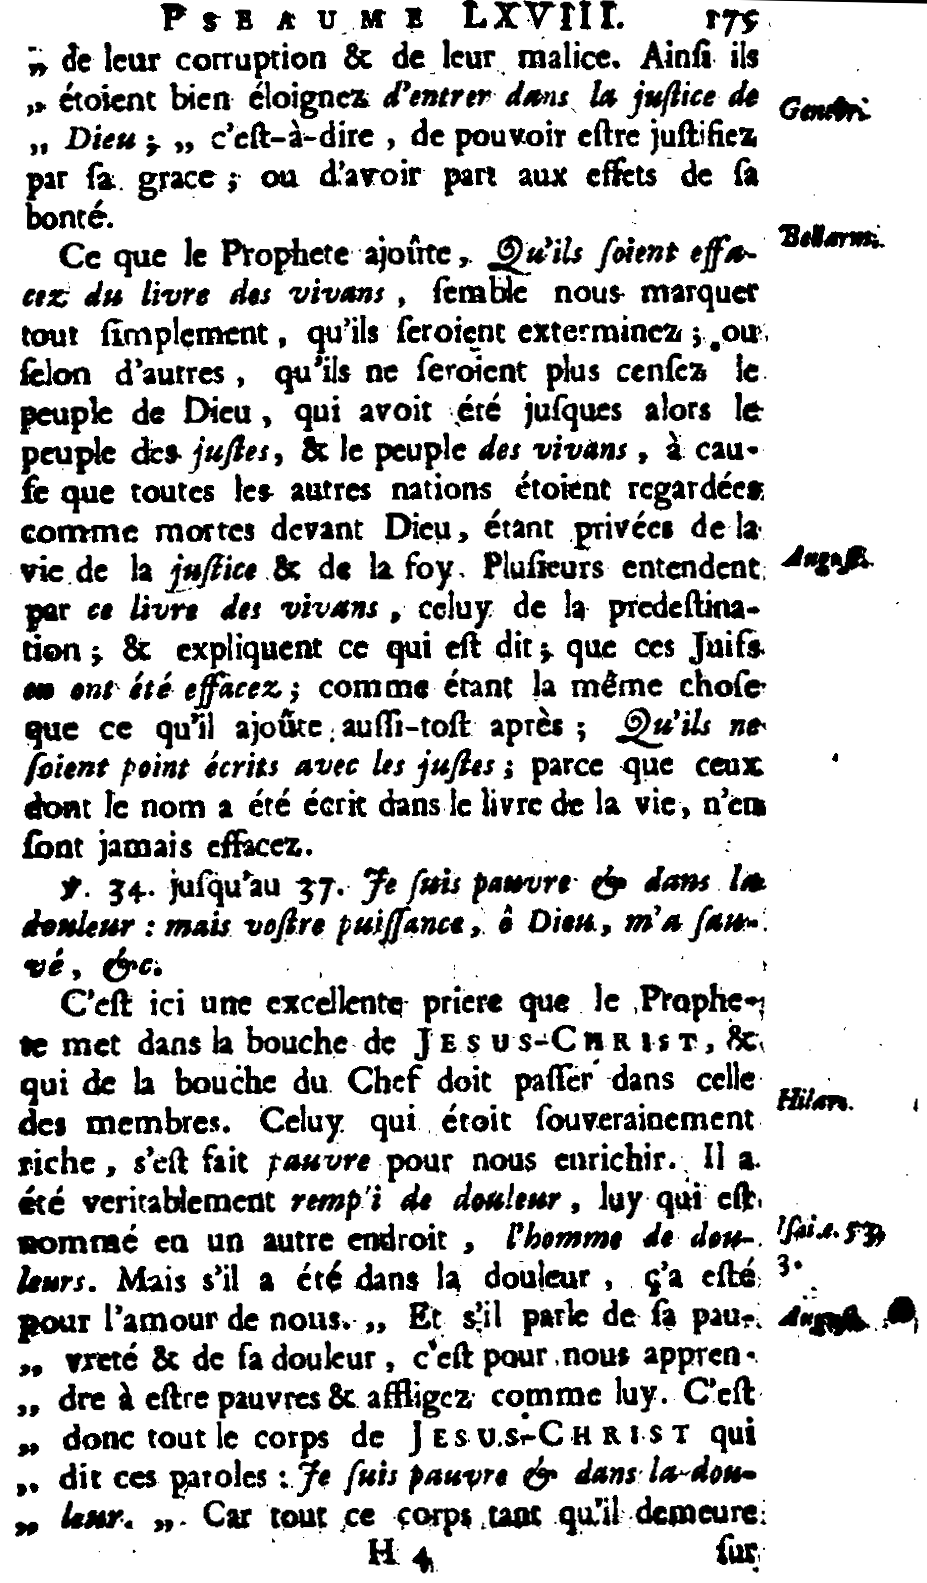 PSEAUME LXVIII. 175
„ de leur corruption & de leur malice. Ainſi ils
„ étoient bien éloignez d'entrer dans la juſtice de
„ Dieu ; „ c'eſt-à-dire , de pouvoir eſtre juſtifiez
par ſa grace ; ou d'avoir part aux effets de ſa
bonté.
Ce que le Prophete ajoûte, Qu'ils ſoient effa-
cez du livre des vivans , ſemble nous marquer
tout ſimplement , qu'ils ſeroient exterminez ; ou
ſelon d'autres , qu'ils ne ſeroient plus cenſez le
peuple de Dieu , qui avoit été juſques alors le
peuple des juſtes, & le peuple des vivans , à cau-
ſe que toutes les autres nations étoient regardées
comme mortes devant Dieu, étant privées de la
vie de la juſtice & de la foy. Pluſieurs entendent
par ce livre des vivans , celuy de la predeſtina-
tion ; & expliquent ce qui eſt dit ; que ces Juifs
en ont été effacez ; comme étant la même choſe
que ce qu'il ajoûte auſſi-toſt après ; Qu'ils ne
ſoient point écrits avec les juſtes ; parce que ceux
dont le nom a été écrit dans le livre de la vie, n'en
ſont jamais effacez.
℣. 34. juſqu'au 37. Je ſuis pauvre & dans la
douleur : mais voſtre puiſſance, ô Dieu, m'a ſau-
vé, &c.
C'eſt ici une excellente priere que le Prophe-
te met dans la bouche de JESUS-CHRIST, &
qui de la bouche du Chef doit paſſer dans celle
des membres. Celuy qui étoit ſouverainement
riche , s'eſt fait pauvre pour nous enrichir. Il a
été veritablement rempli de douleur, luy qui eſt
nommé en un autre endroit , l'homme de dou-
leurs. Mais s'il a été dans la douleur , ç'a eſté
pour l'amour de nous. „ Et s'il parle de ſa pau-
„ vreté & de ſa douleur, c'eſt pour nous appren-
„ dre à eſtre pauvres & affligez comme luy. C'eſt
„ donc tout le corps de JESUS-CHRIST qui
„ dit ces paroles : Je ſuis pauvre & dans la dou-
„ leur. „ Car tout ce corps tant qu'il demeure
H 4 ſur
Genebr.
Bellarm.
Auguſt.
Hilar.
Iſai. c. 53,
3.
Auguſt.